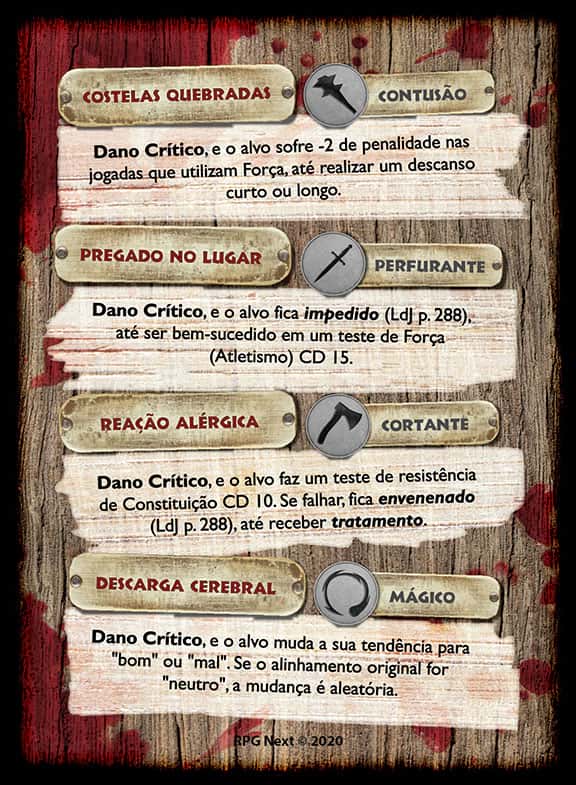 COSTELAS QUEBRADAS CONTUSÃO
Dano Crítico, e o alvo sofre -2 de penalidade nas
jogadas que utilizam Força, até realizar um descanso
curto ou longo.
PREGADO NO LUGAR PERFURANTE
Dano Crítico, e o alvo fica impedido (LdJ p. 288),
até ser bem-sucedido em um teste de Força
(Atletismo) CD 15.
REAÇÃO ALÉRGICA CORTANTE
Dano Crítico, e o alvo faz um teste de resistência
de Constituição CD 10. Se falhar, fica envenenado
(LdJ p. 288), até receber tratamento.
DESCARGA CEREBRAL MÁGICO
Dano Crítico, e o alvo muda a sua tendência para
"bom" ou "mal". Se o alinhamento original for
"neutro", a mudança é aleatória.
RPG Next © 2020